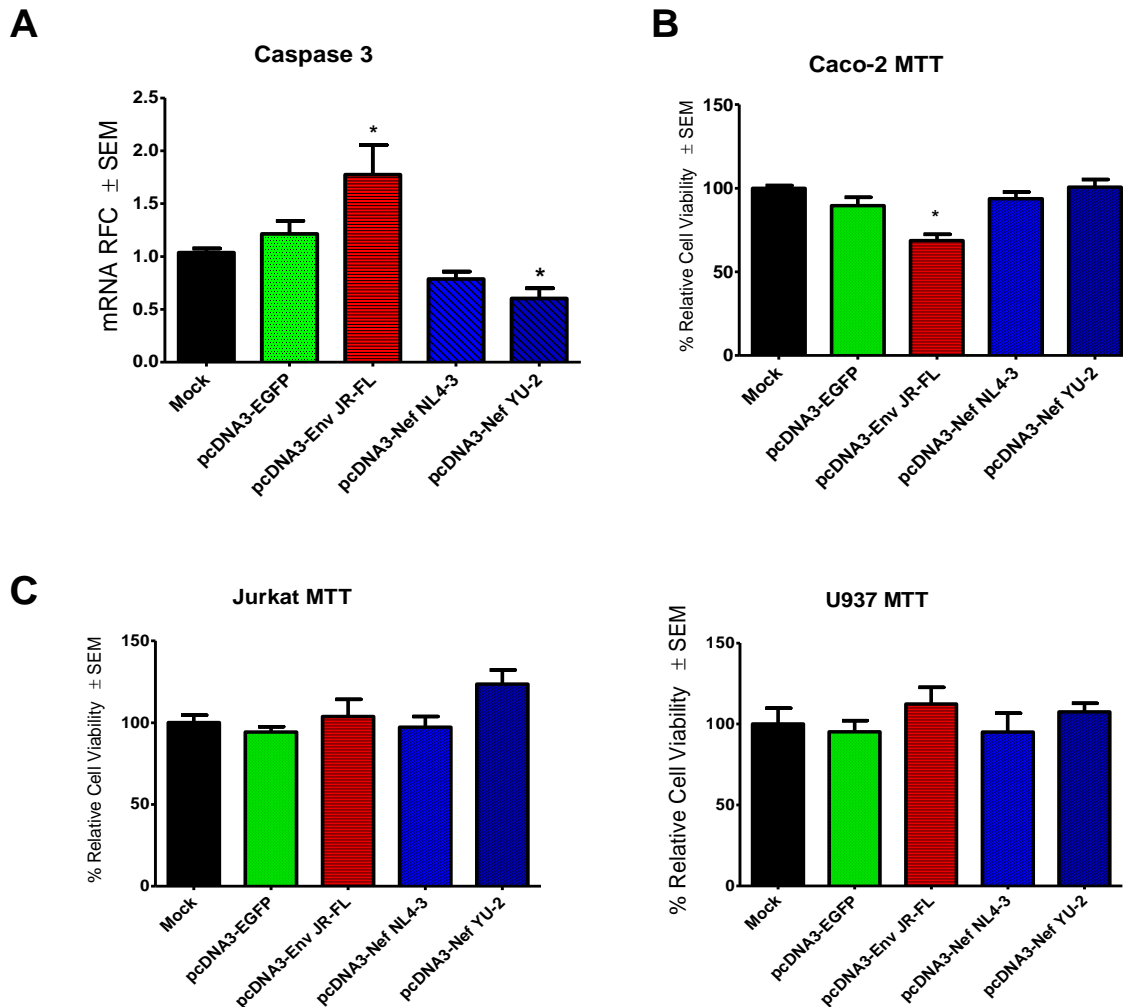 A
Caspase 3
mRNA RFC ± SEM
2.5
2.0
1.5
1.0
0.5
0.0
*
*
Mock
pcDNA3-EGFP
pcDNA3-Env JR-FL
pcDNA3-Nef NL4-3
pcDNA3-Nef YU-2
B
Caco-2 MTT
% Relative Cell Viability ± SEM
150
100
50
0
*
Mock
pcDNA3-EGFP
pcDNA3-Env JR-FL
pcDNA3-Nef NL4-3
pcDNA3-Nef YU-2
C
Jurkat MTT
% Relative Cell Viability ± SEM
150
100
50
0
Mock
pcDNA3-EGFP
pcDNA3-Env JR-FL
pcDNA3-Nef NL4-3
pcDNA3-Nef YU-2
U937 MTT
% Relative Cell Viability ± SEM
150
100
50
0
Mock
pcDNA3-EGFP
pcDNA3-Env JR-FL
pcDNA3-Nef NL4-3
pcDNA3-Nef YU-2